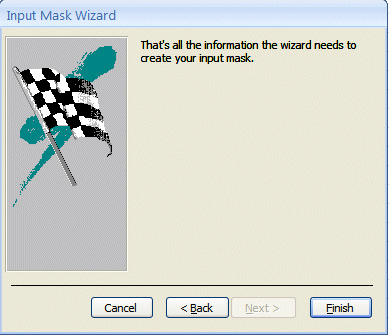 Input Mask Wizard
That's all the information the wizard needs to
create your input mask.
Cancel
< Back
Next >
Finish